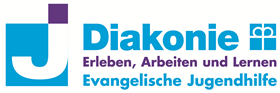 J Diakonie
Erleben, Arbeiten und Lernen
Evangelische Jugendhilfe